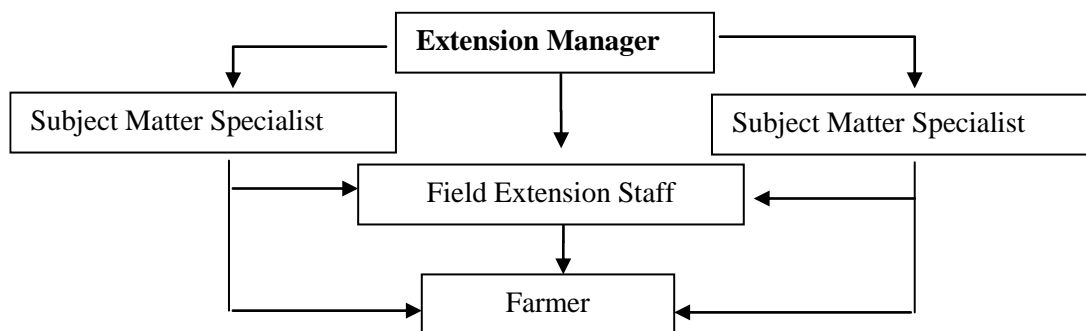 Extension Manager
Subject Matter Specialist
Subject Matter Specialist
Field Extension Staff
Farmer